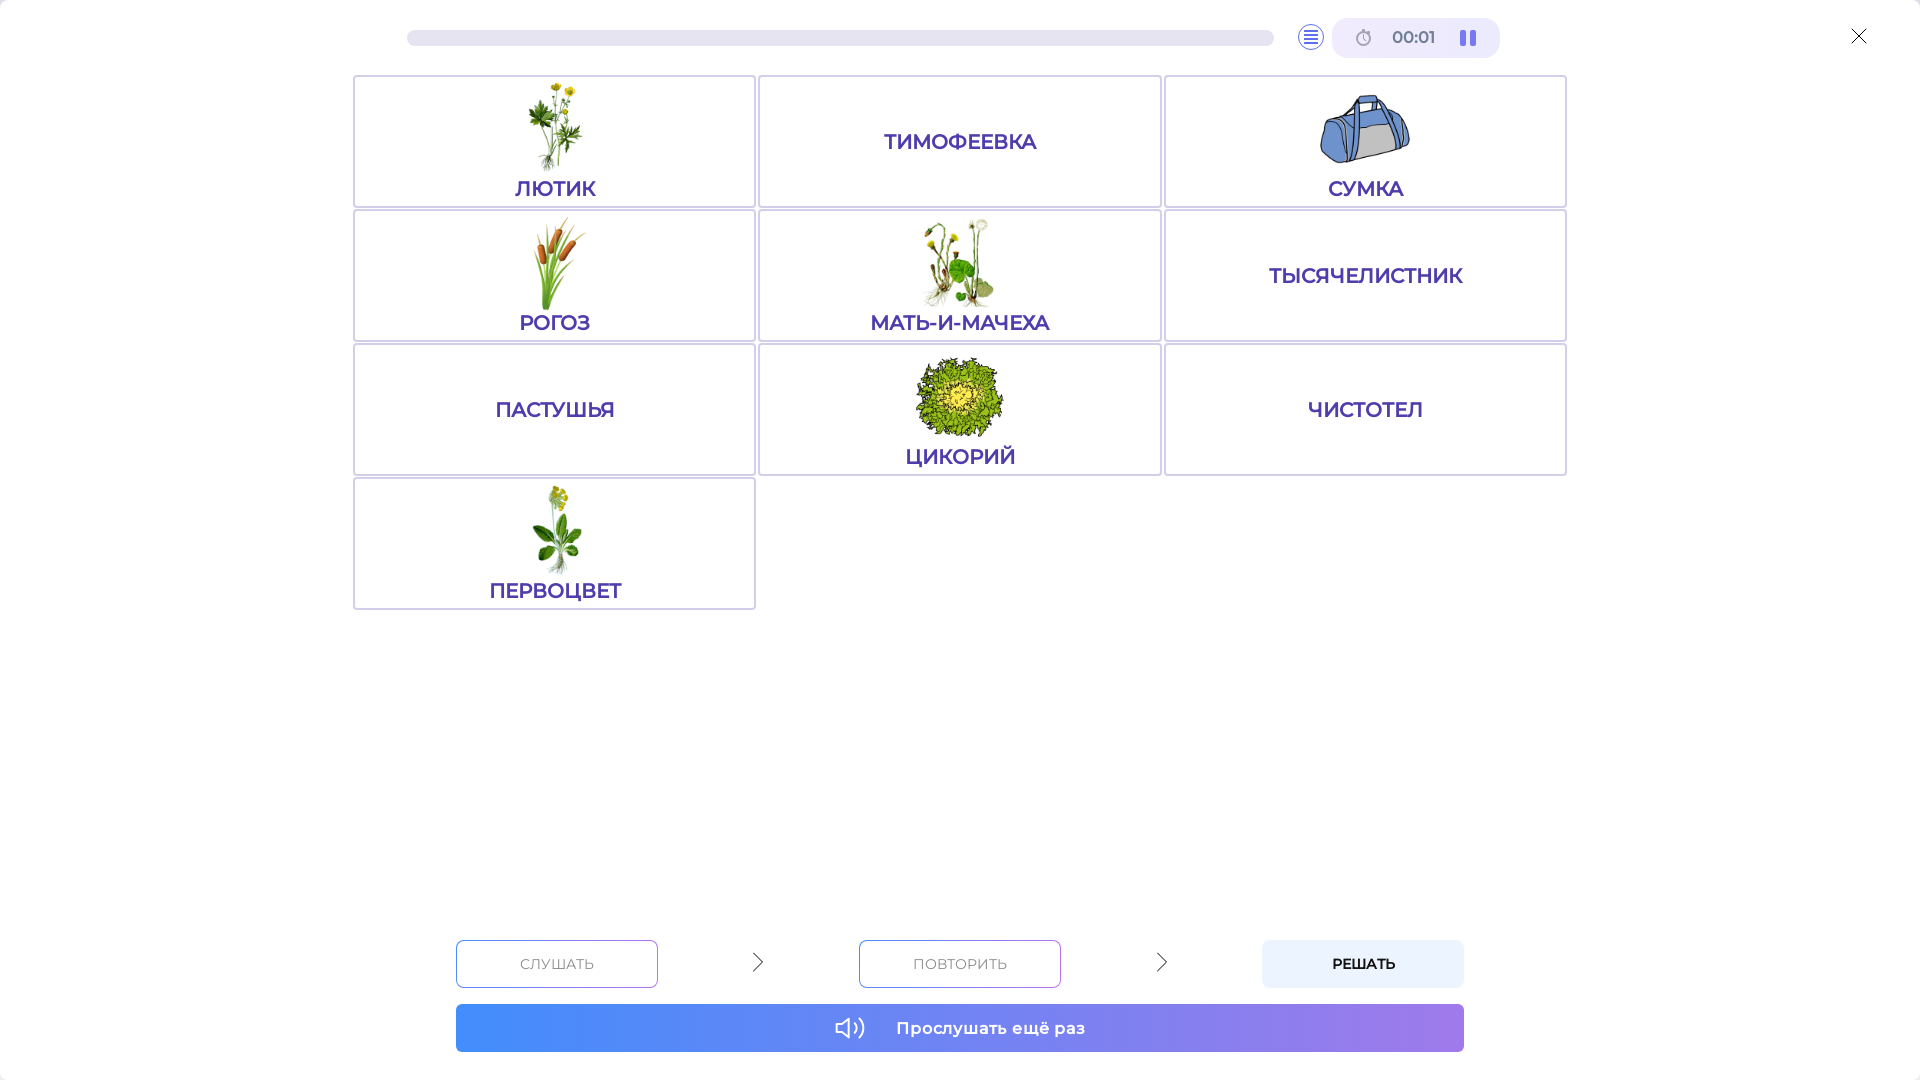 00:01
ЛЮТИК
ТИМОФЕЕВКА
СУМКА
РОГОЗ
МАТЬ-И-МАЧЕХА
ТЫСЯЧЕЛИСТНИК
ПАСТУШЬЯ
ЦИКОРИЙ
ЧИСТОТЕЛ
ПЕРВОЦВЕТ
СЛУШАТЬ
ПОВТОРИТЬ
РЕШАТЬ
Прослушать ещё раз